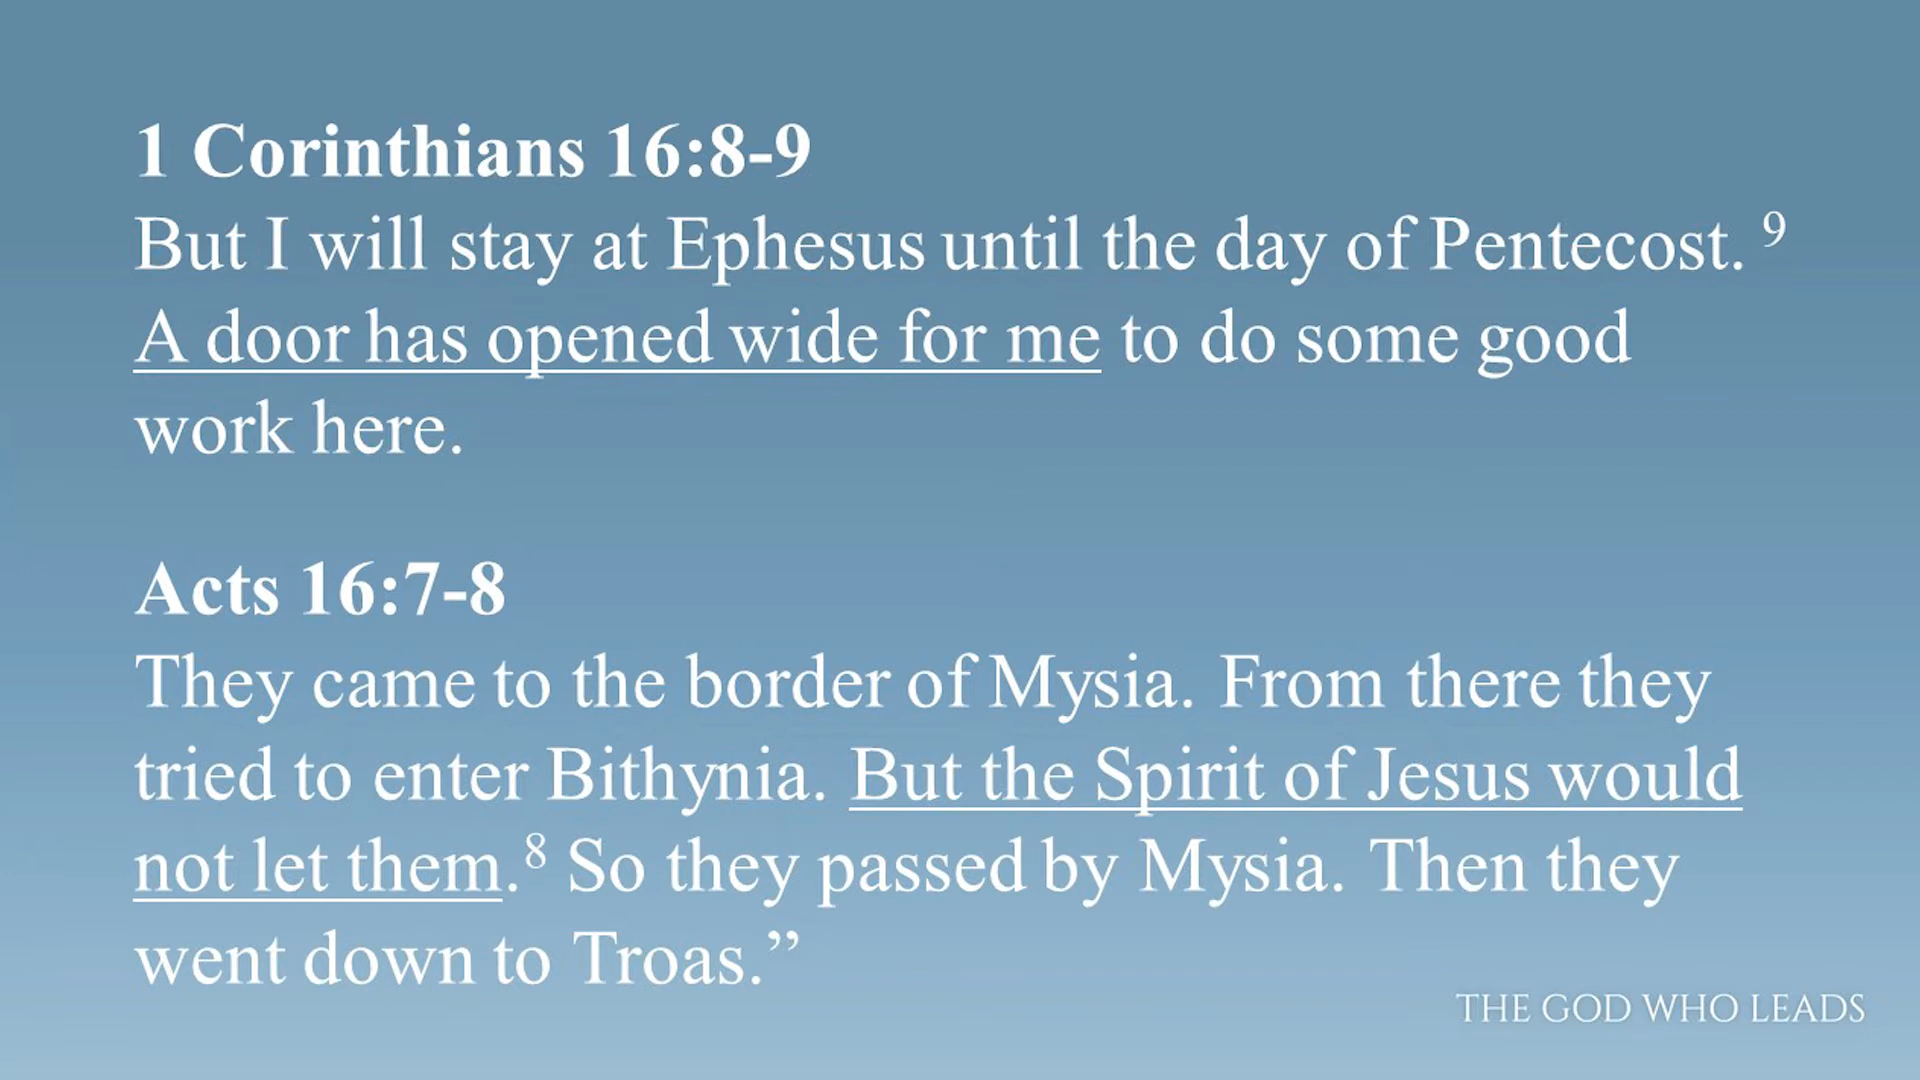 1 Corinthians 16:8-9
But I will stay at Ephesus until the day of Pentecost. 9
A door has opened wide for me to do some good
work here.
Acts 16:7-8
They came to the border of Mysia. From there they
tried to enter Bithynia. But the Spirit of Jesus would
not let them.8 So they passed by Mysia. Then they
went down to Troas.”
THE GOD WHO LEADS